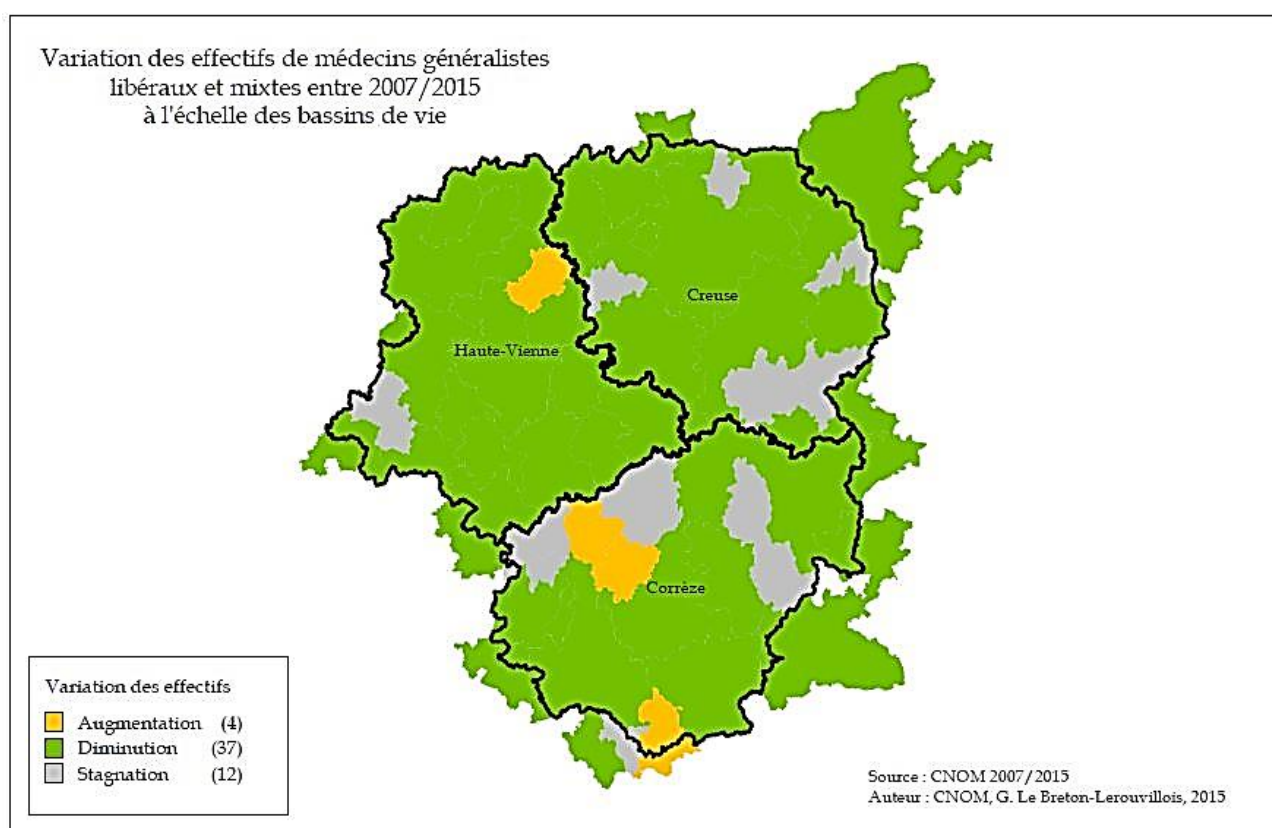 Variation des effectifs de médecins généralistes
libéraux et mixtes entre 2007/2015
à l'échelle des bassins de vie
Creuse
Haute-Vienne
Corrèze
Variation des effectifs
Augmentation (4)
Diminution (37)
Stagnation (12)
Source : CNOM 2007/2015
Auteur : CNOM, G. Le Breton-Lerouvillois, 2015